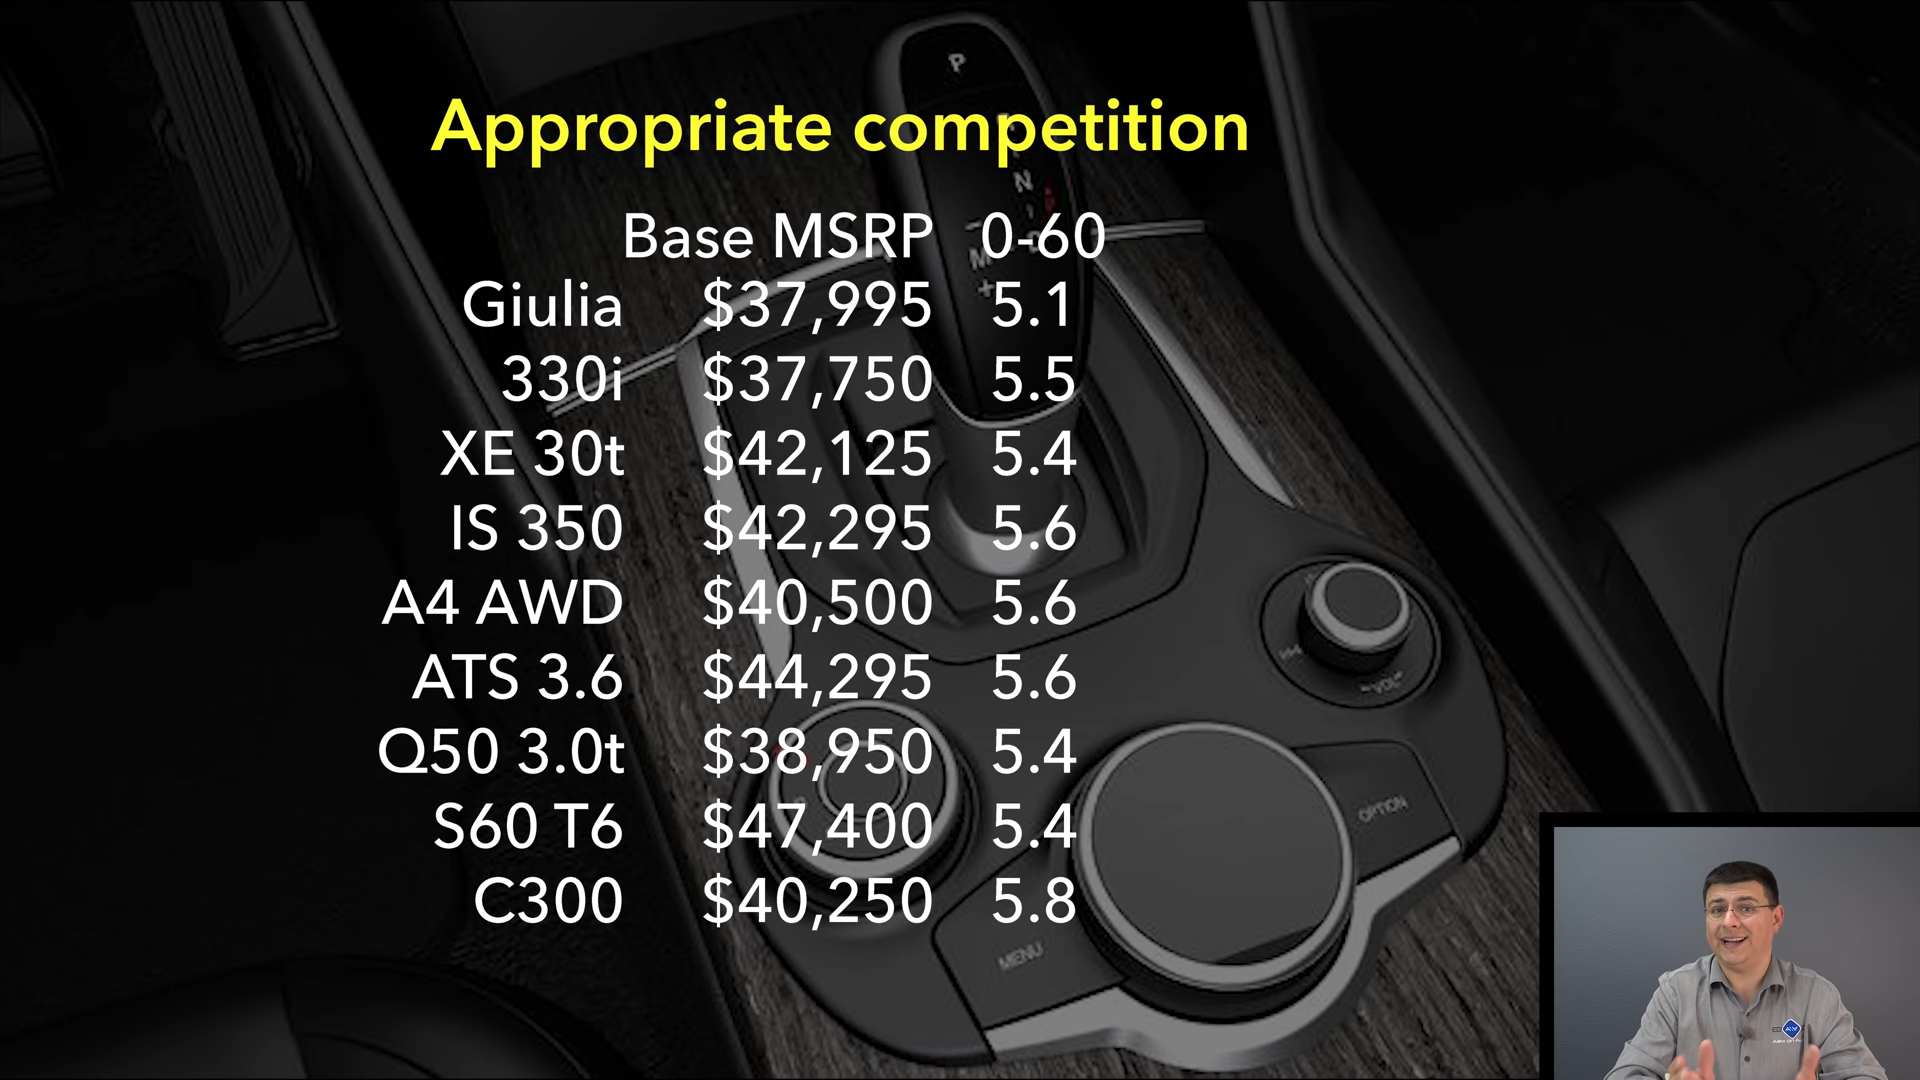 Appropriate competition
Base MSRP 0-60
Giulia $37,995 5.1
330i $37,750 5.5
XE 30t $42,125 5.4
IS 350 $42,295 5.6
A4 AWD $40,500 5.6
ATS 3.6 $44,295 5.6
Q50 3.0t $38,950 5.4
S60 T6 $47,400 5.4
C300 $40,250 5.8
P
N
M
+
VOL
OPTION
MENU